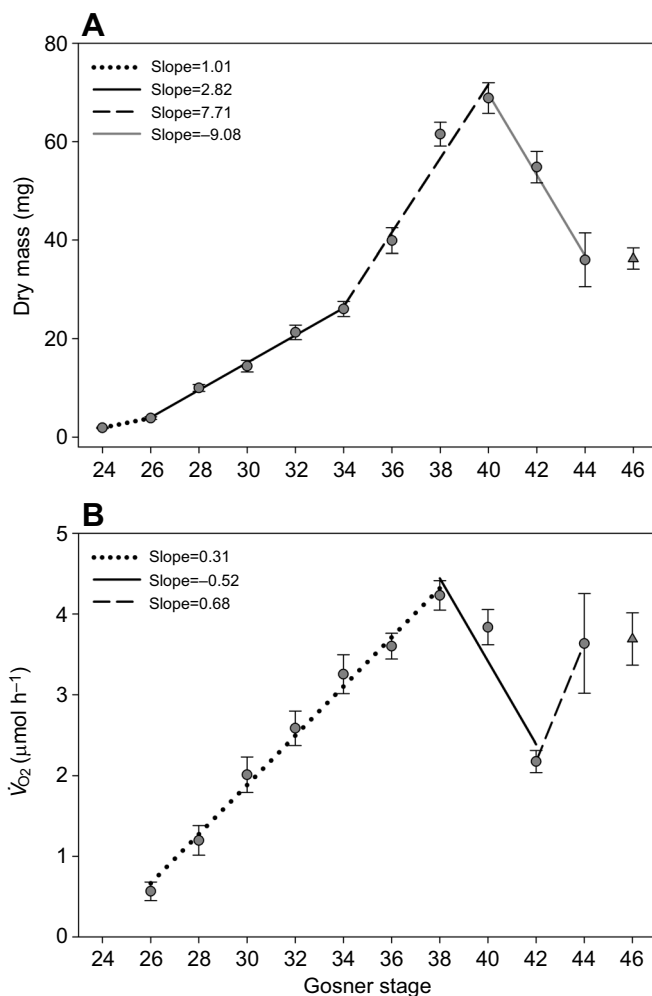 A
80
60
40
20
0
Dry mass (mg)
Slope=1.01
Slope=2.82
Slope=7.71
Slope=–9.08
24 26 28 30 32 34 36 38 40 42 44 46
B
5
4
3
2
1
0
V̇O2 (µmol h−1)
Slope=0.31
Slope=–0.52
Slope=0.68
24 26 28 30 32 34 36 38 40 42 44 46
Gosner stage